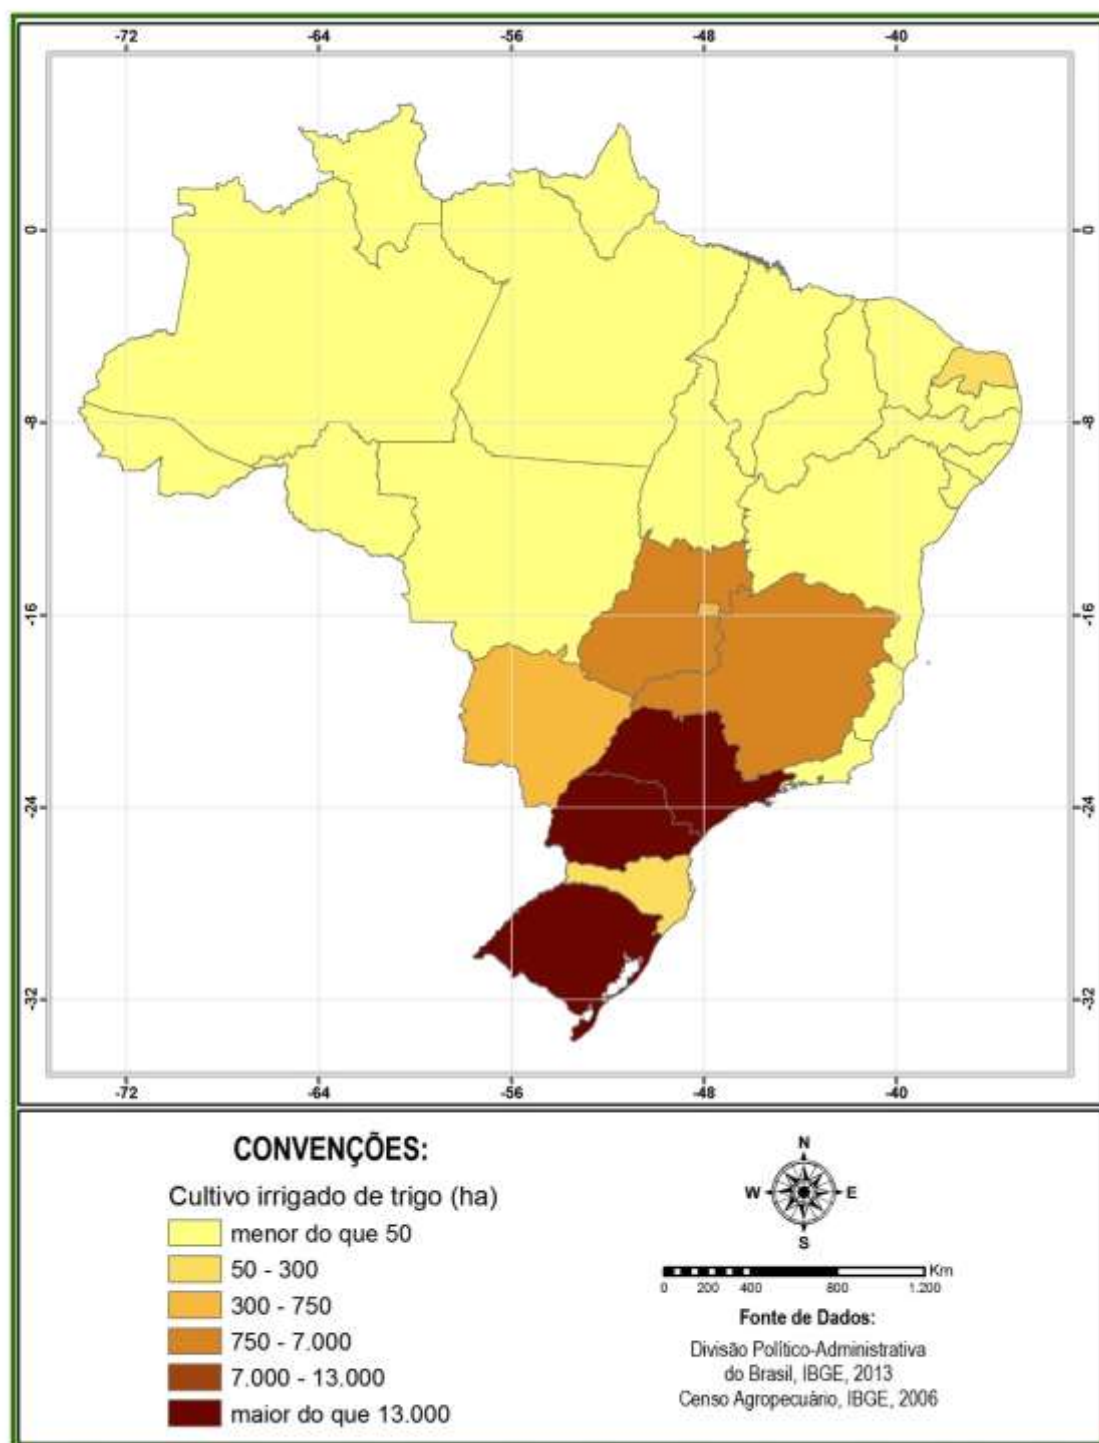 -72 -64 -56 -48 -40
0 0
-8 -8
-16 -16
-24 -24
-32 -32
-72 -64 -56 -48 -40
CONVENÇÕES:
Cultivo irrigado de trigo (ha)
menor do que 50
50 - 300
300 - 750
750 - 7.000
7.000 - 13.000
maior do que 13.000
N
W E
S
Km
0 200 400 800 1.200
Fonte de Dados:
Divisão Político-Administrativa
do Brasil, IBGE, 2013
Censo Agropecuário, IBGE, 2006